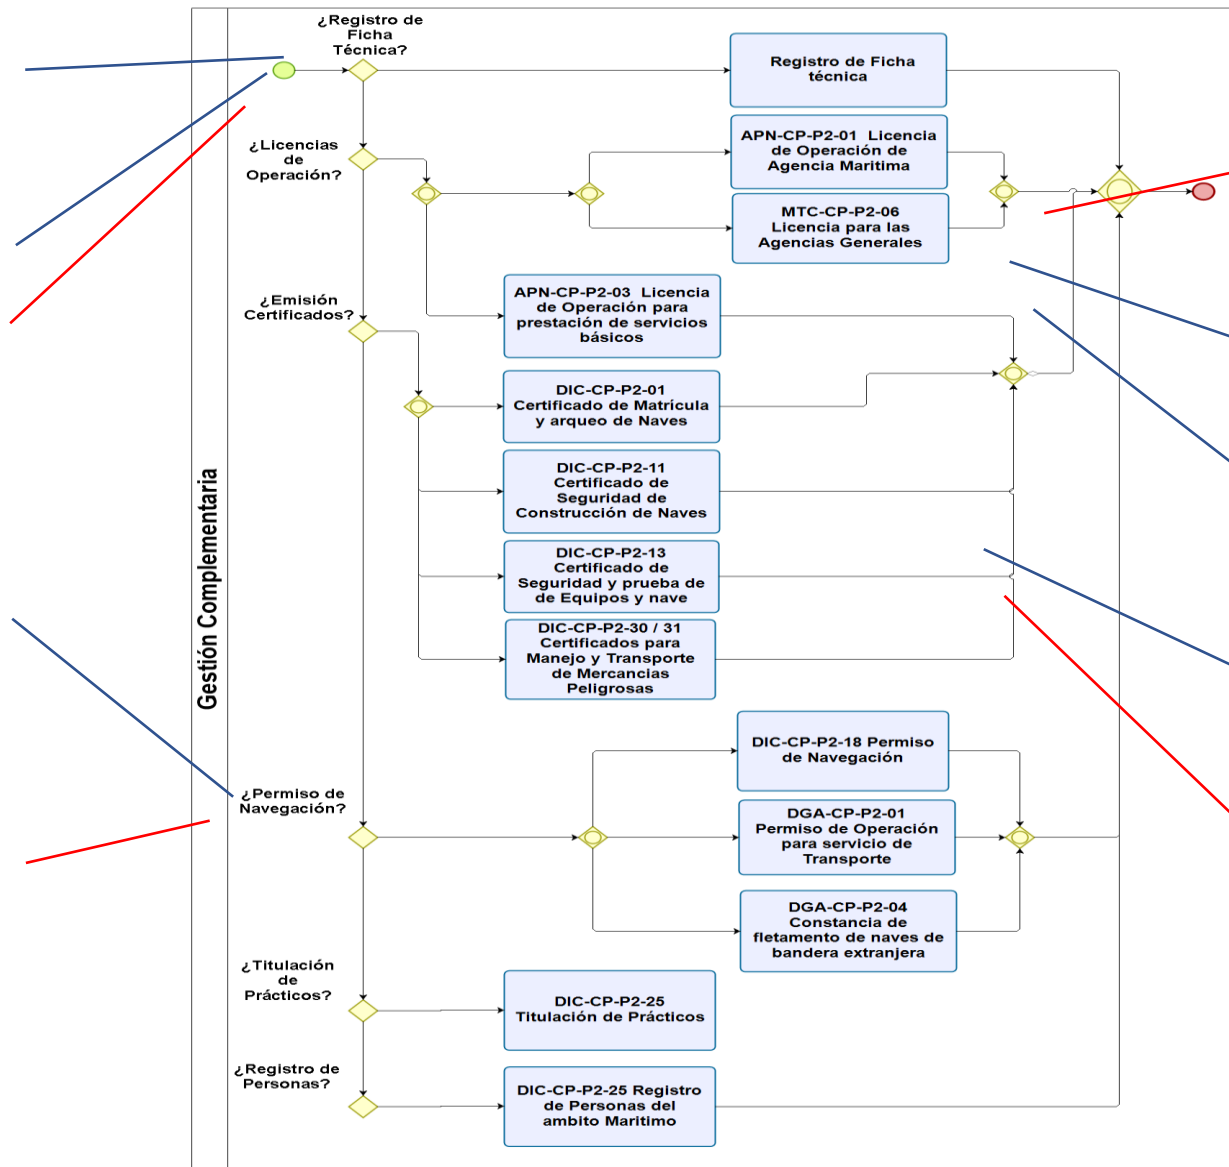 ¿Registro de
Ficha
Técnica?
Registro de Ficha
técnica
¿Licencias
de
Operación?
APN-CP-P2-01  Licencia
de Operación de
Agencia Maritima
MTC-CP-P2-06
Licencia para las
Agencias Generales
¿Emisión
Certificados?
APN-CP-P2-03  Licencia
de Operación para
prestación de servicios
básicos
DIC-CP-P2-01
Certificado de Matrícula
y arqueo de Naves
DIC-CP-P2-11
Certificado de
Seguridad de
Construcción de Naves
DIC-CP-P2-13
Certificado de
Seguridad y prueba de
de Equipos y nave
DIC-CP-P2-30 / 31
Certificados para
Manejo y Transporte
de Mercancias
Peligrosas
Gestión Complementaria
¿Permiso de
Navegación?
DIC-CP-P2-18 Permiso
de Navegación
DGA-CP-P2-01
Permiso de Operación
para servicio de
Transporte
DGA-CP-P2-04
Constancia de
fletamento de naves de
bandera extranjera
¿Titulación
de
Prácticos?
DIC-CP-P2-25
Titulación de Prácticos
¿Registro de
Personas?
DIC-CP-P2-25 Registro
de Personas del
ambito Maritimo